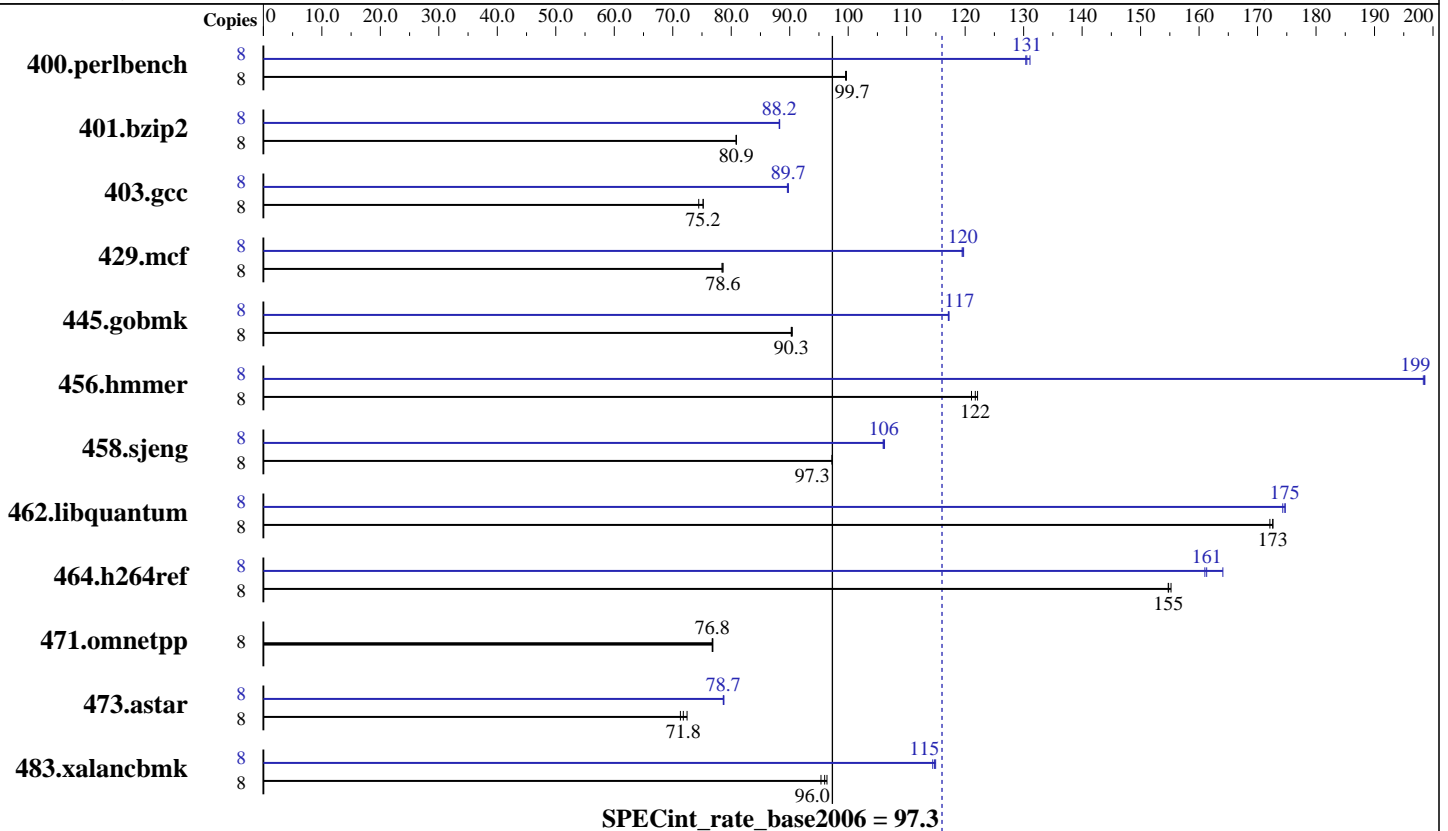 Copies 0 10.0 20.0 30.0 40.0 50.0 60.0 70.0 80.0 90.0 100 110 120 130 140 150 160 170 180 190 200
400.perlbench 8 131
8 99.7
401.bzip2 8 88.2
8 80.9
403.gcc 8 89.7
8 75.2
429.mcf 8 120
8 78.6
445.gobmk 8 117
8 90.3
456.hmmer 8 199
8 122
458.sjeng 8 106
8 97.3
462.libquantum 8 175
8 173
464.h264ref 8 161
8 155
471.omnetpp 8 76.8
473.astar 8 78.7
8 71.8
483.xalancbmk 8 115
8 96.0
SPECint_rate_base2006 = 97.3